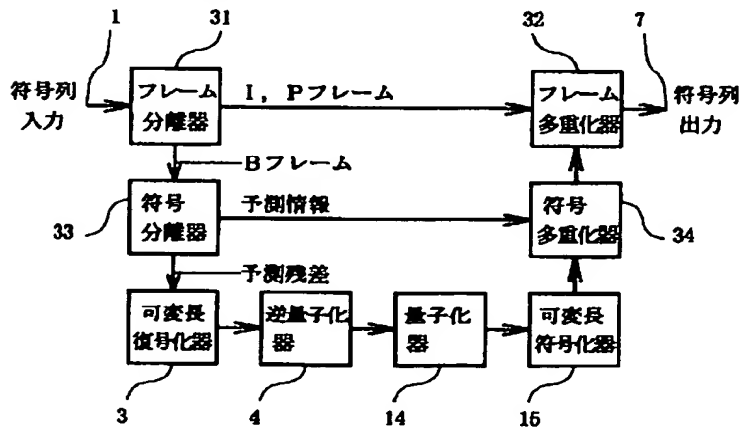 1
31
32
7
符号列
入力
フレーム
分離器
I, Pフレーム
フレーム
多重化器
符号列
出力
Bフレーム
33
符号
分離器
予測情報
符号
多重化器
34
予測残差
可変長
復号化器
逆量子化
器
量子化
器
可変長
符号化器
3
4
14
15